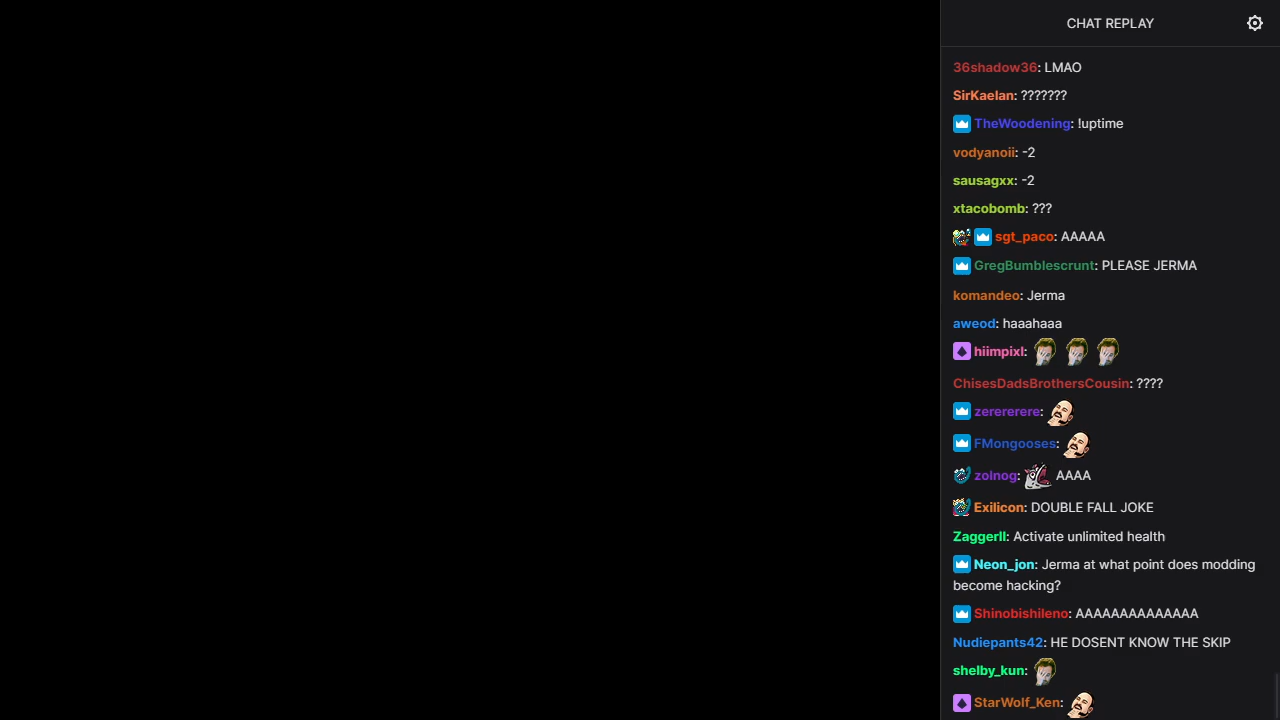 CHAT REPLAY
36shadow36: LMAO
SirKaelan: ???????
TheWoodening: !uptime
vodyanoii: -2
sausagxx: -2
xtacobomb: ???
sgt_paco: AAAAA
GregBumblescrunt: PLEASE JERMA
komandeo: Jerma
aweod: haaahaaa
hiimpixl:
ChisesDadsBrothersCousin: ????
zerererere:
FMongooses:
zolnog: AAAA
Exilicon: DOUBLE FALL JOKE
Zaggerll: Activate unlimited health
Neon_jon: Jerma at what point does modding
become hacking?
Shinobishileno: AAAAAAAAAAAAAA
Nudiepants42: HE DOSENT KNOW THE SKIP
shelby_kun:
StarWolf_Ken: